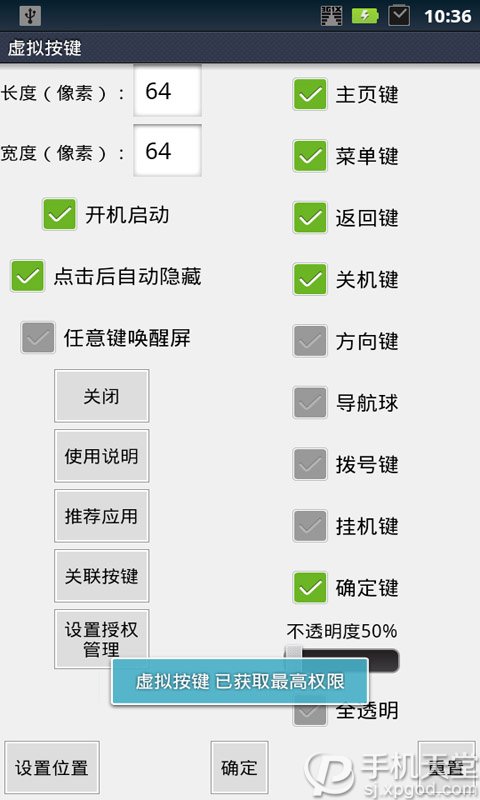 10:36
虚拟按键
长度（像素）： 64
主页键
宽度（像素）： 64
菜单键
开机启动
返回键
点击后自动隐藏
关机键
任意键唤醒屏
方向键
关闭
导航球
使用说明
拨号键
推荐应用
挂机键
关联按键
确定键
设置授权
管理
不透明度50%
虚拟按键 已获取最高权限
全透明
设置位置
确定
重置
手机天堂
sj.xpgod.com